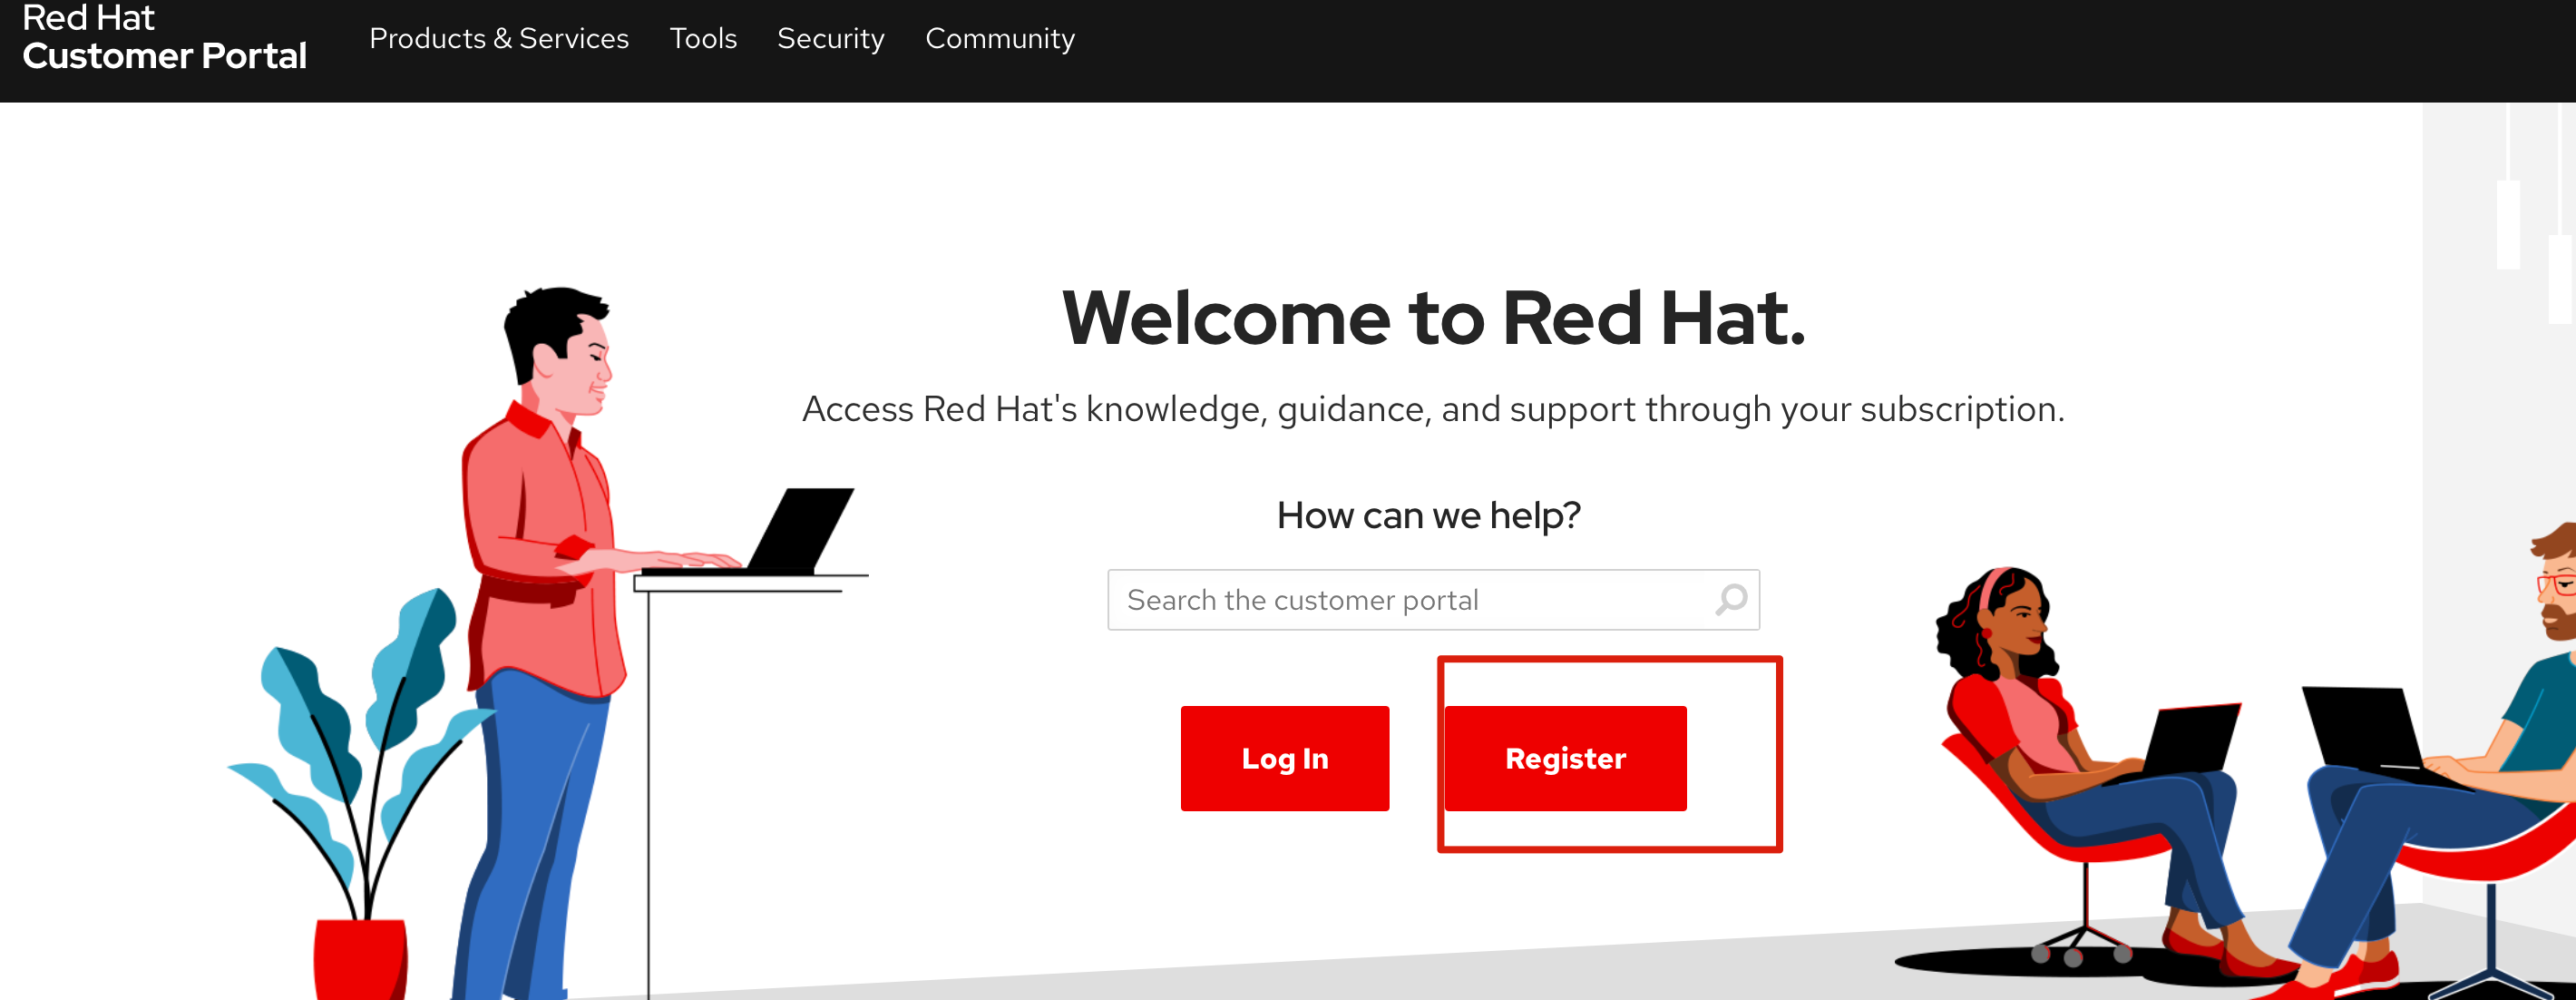 Red Hat
Customer Portal
Products & Services
Tools
Security
Community
Welcome to Red Hat.
Access Red Hat's knowledge, guidance, and support through your subscription.
How can we help?
Search the customer portal
Log In
Register